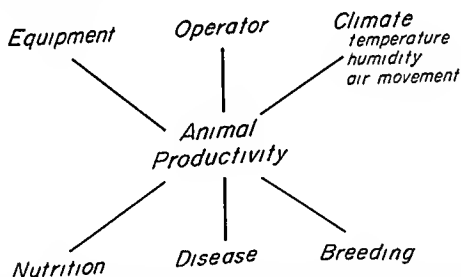 Equipment
Operator
Climate
temperature
humidity
air movement
Animal
Productivity
Nutrition
Disease
Breeding